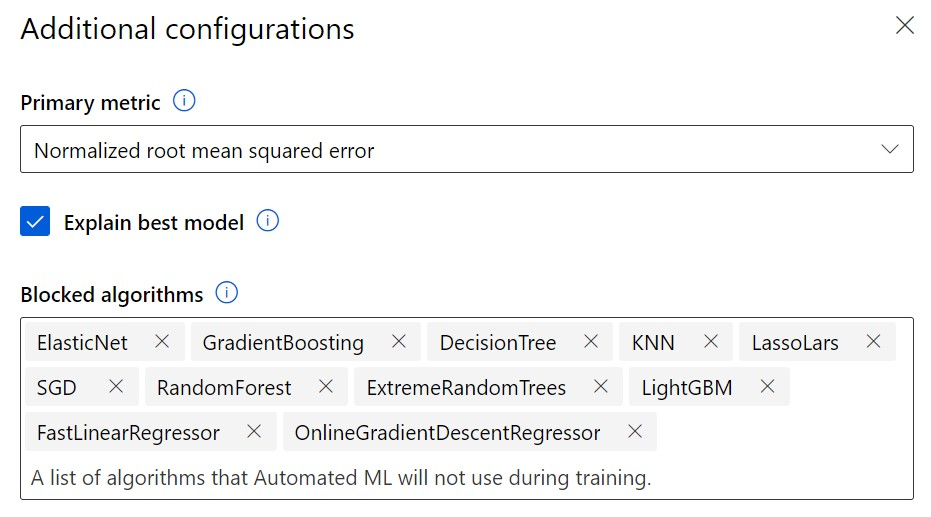 Additional configurations
Primary metric
Normalized root mean squared error
Explain best model
Blocked algorithms
ElasticNet GradientBoosting DecisionTree KNN LassoLars
SGD RandomForest ExtremeRandomTrees LightGBM
FastLinearRegressor OnlineGradientDescentRegressor
A list of algorithms that Automated ML will not use during training.